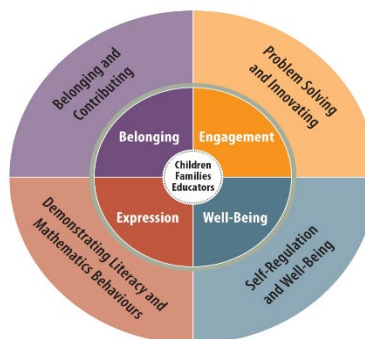 Belonging and
Contributing
Problem Solving
and Innovating
Belonging
Engagement
Children
Families
Educators
Expression
Well-Being
Demonstrating Literacy and
Mathematics Behaviours
Self-Regulation
and Well-Being